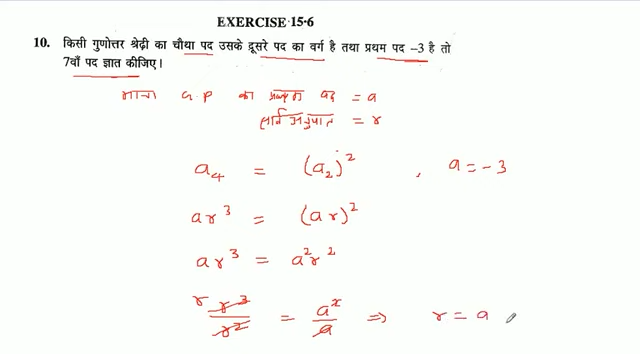 EXERCISE 15·6
10. किसी गुणोत्तर श्रेढ़ी का चौथा पद उसके दूसरे पद का वर्ग है तथा प्रथम पद –3 है तो
7वाँ पद ज्ञात कीजिए।
माना G.P का प्रथम पद = a
सार्व अनुपात = r
a₄ = (a₂)² , a = -3
ar³ = (ar)²
ar³ = a²r²
r r³/r² = a²/a ⇒ r = a